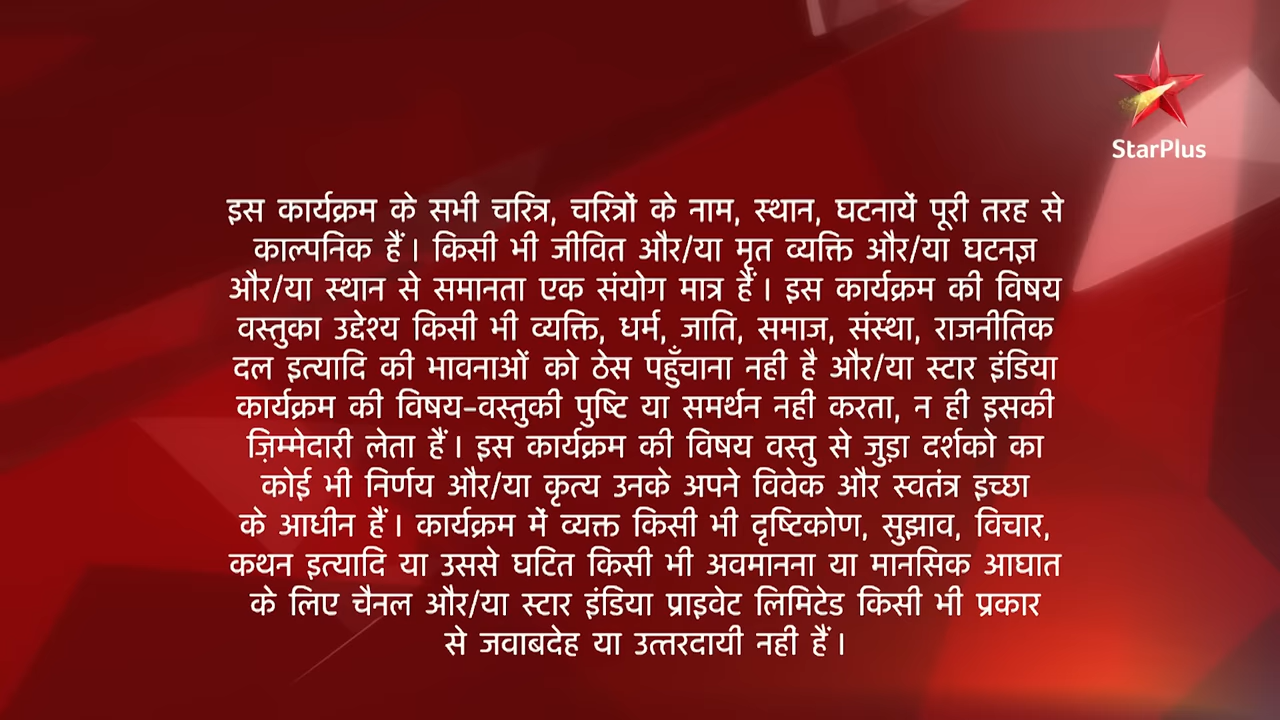 StarPlus
इस कार्यक्रम के सभी चरित्र, चरित्रों के नाम, स्थान, घटनायें पूरी तरह से
काल्पनिक हैं। किसी भी जीवित और/या मृत व्यक्ति और/या घटनज्ञ
और/या स्थान से समानता एक संयोग मात्र हैं। इस कार्यक्रम की विषय
वस्तुका उद्देश्य किसी भी व्यक्ति, धर्म, जाति, समाज, संस्था, राजनीतिक
दल इत्यादि की भावनाओं को ठेस पहुँचाना नही है और/या स्टार इंडिया
कार्यक्रम की विषय-वस्तुकी पुष्टि या समर्थन नही करता, न ही इसकी
ज़िम्मेदारी लेता हैं। इस कार्यक्रम की विषय वस्तु से जुड़ा दर्शको का
कोई भी निर्णय और/या कृत्य उनके अपने विवेक और स्वतंत्र इच्छा
के आधीन हैं। कार्यक्रम में व्यक्त किसी भी दृष्टिकोण, सुझाव, विचार,
कथन इत्यादि या उससे घटित किसी भी अवमानना या मानसिक आघात
के लिए चैनल और/या स्टार इंडिया प्राइवेट लिमिटेड किसी भी प्रकार
से जवाबदेह या उत्तरदायी नही हैं।